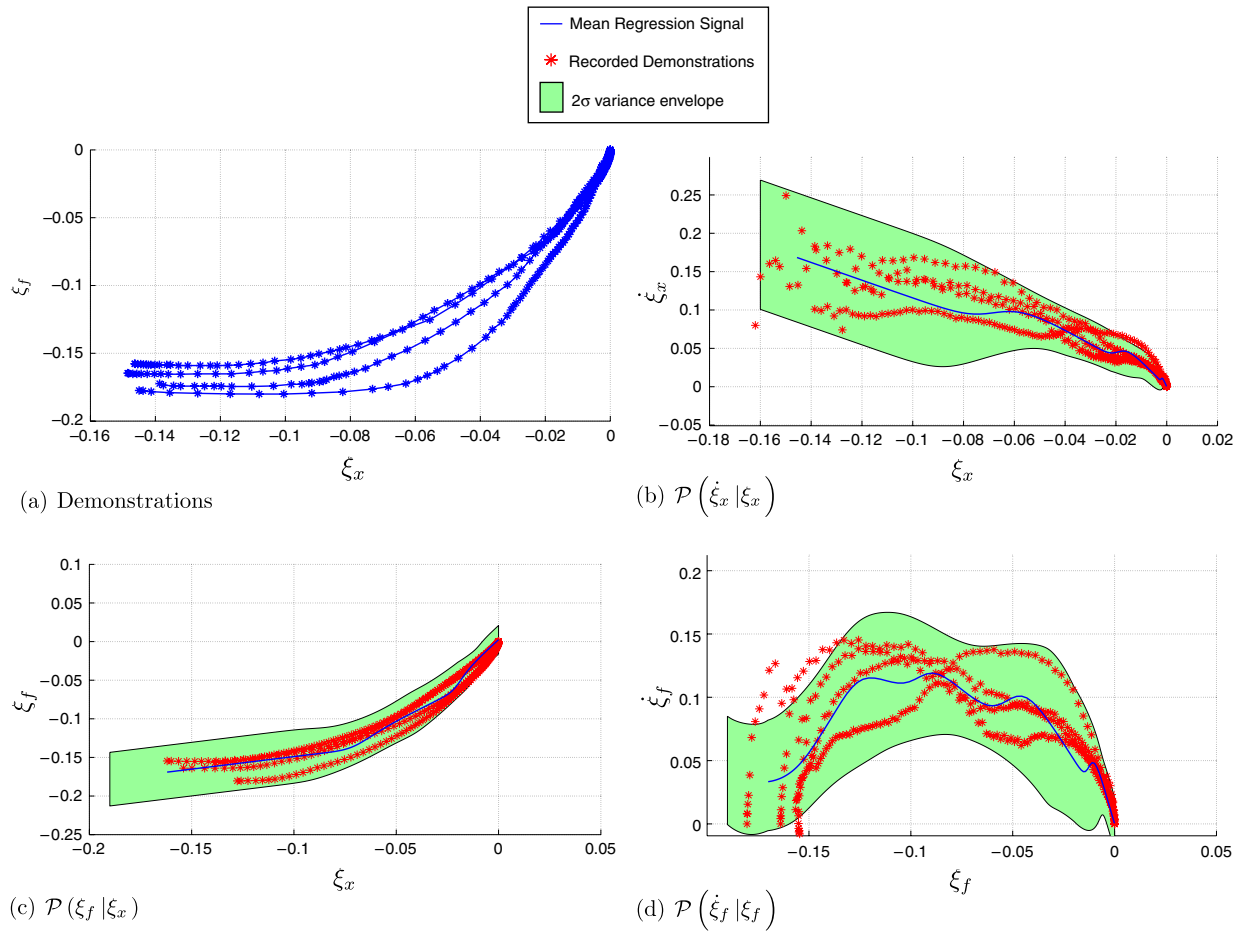 Mean Regression Signal
Recorded Demonstrations
2σ variance envelope
0
−0.05
−0.1
−0.15
−0.2
ξf
−0.16 −0.14 −0.12 −0.1 −0.08 −0.06 −0.04 −0.02 0
ξx
(a) Demonstrations
0.25
0.2
0.15
0.1
0.05
0
−0.05
ξ̇x
−0.18 −0.16 −0.14 −0.12 −0.1 −0.08 −0.06 −0.04 −0.02 0 0.02
ξx
(b) P(ξ̇x|ξx)
0.1
0.05
0
−0.05
−0.1
−0.15
−0.2
−0.25
ξf
−0.2 −0.15 −0.1 −0.05 0 0.05
ξx
(c) P(ξf|ξx)
0.2
0.15
0.1
0.05
0
ξ̇f
−0.15 −0.1 −0.05 0 0.05
ξf
(d) P(ξ̇f|ξf)